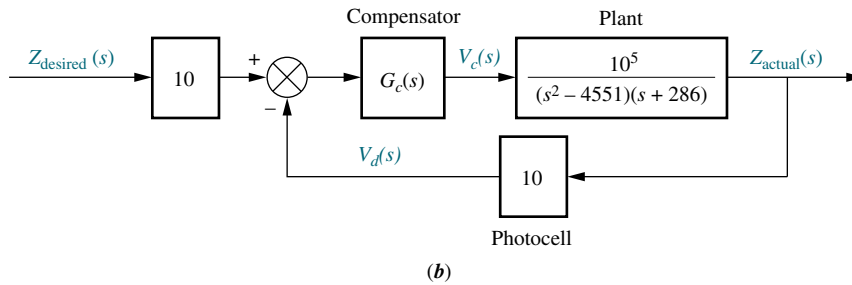 Compensator
Plant
Z_desired (s)
10
+
−
G_c(s)
V_c(s)
10^5
(s^2 − 4551)(s + 286)
Z_actual(s)
V_d(s)
10
Photocell
(b)